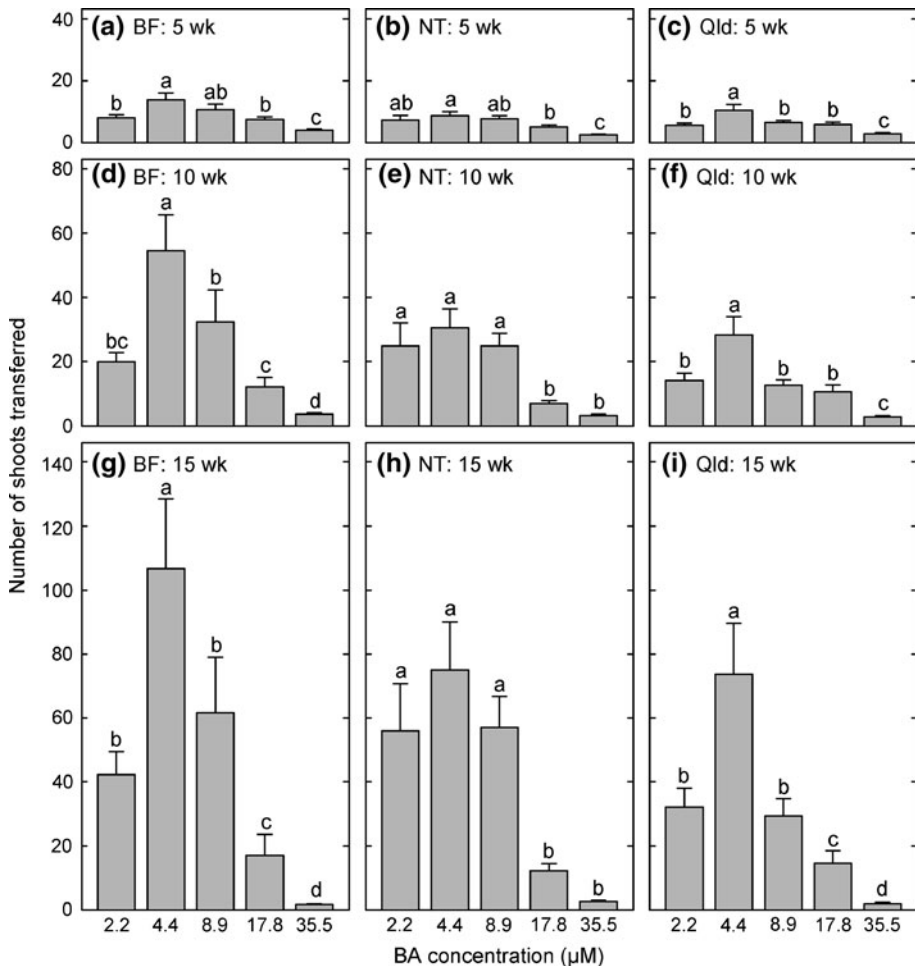 (a) BF: 5 wk
(b) NT: 5 wk
(c) Qld: 5 wk
40
20
0
b a ab b c
ab a ab b c
b a b b c
(d) BF: 10 wk
(e) NT: 10 wk
(f) Qld: 10 wk
80
60
40
20
0
bc a b c d
a a a b b
b a b b c
(g) BF: 15 wk
(h) NT: 15 wk
(i) Qld: 15 wk
140
120
100
80
60
40
20
0
b a b c d
a a a b b
b a b c d
Number of shoots transferred
2.2 4.4 8.9 17.8 35.5
2.2 4.4 8.9 17.8 35.5
2.2 4.4 8.9 17.8 35.5
BA concentration (µM)